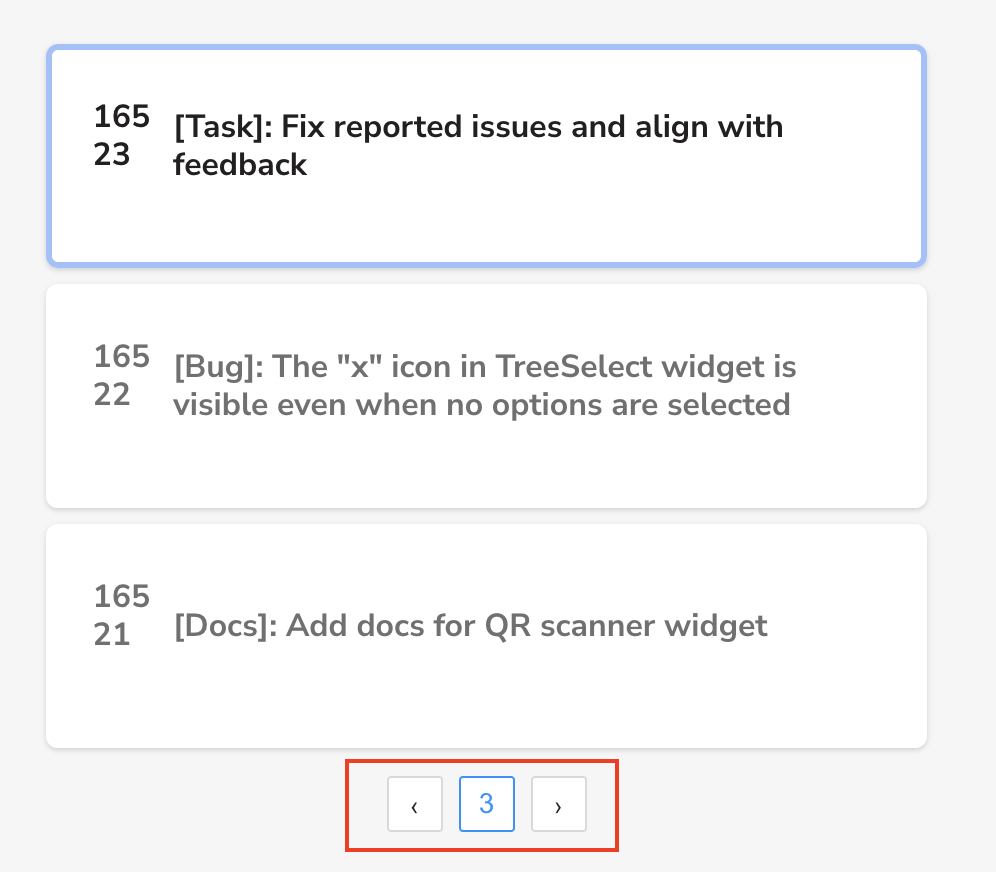 165
23
[Task]: Fix reported issues and align with
feedback
165
22
[Bug]: The "x" icon in TreeSelect widget is
visible even when no options are selected
165
21
[Docs]: Add docs for QR scanner widget
‹ 3 ›